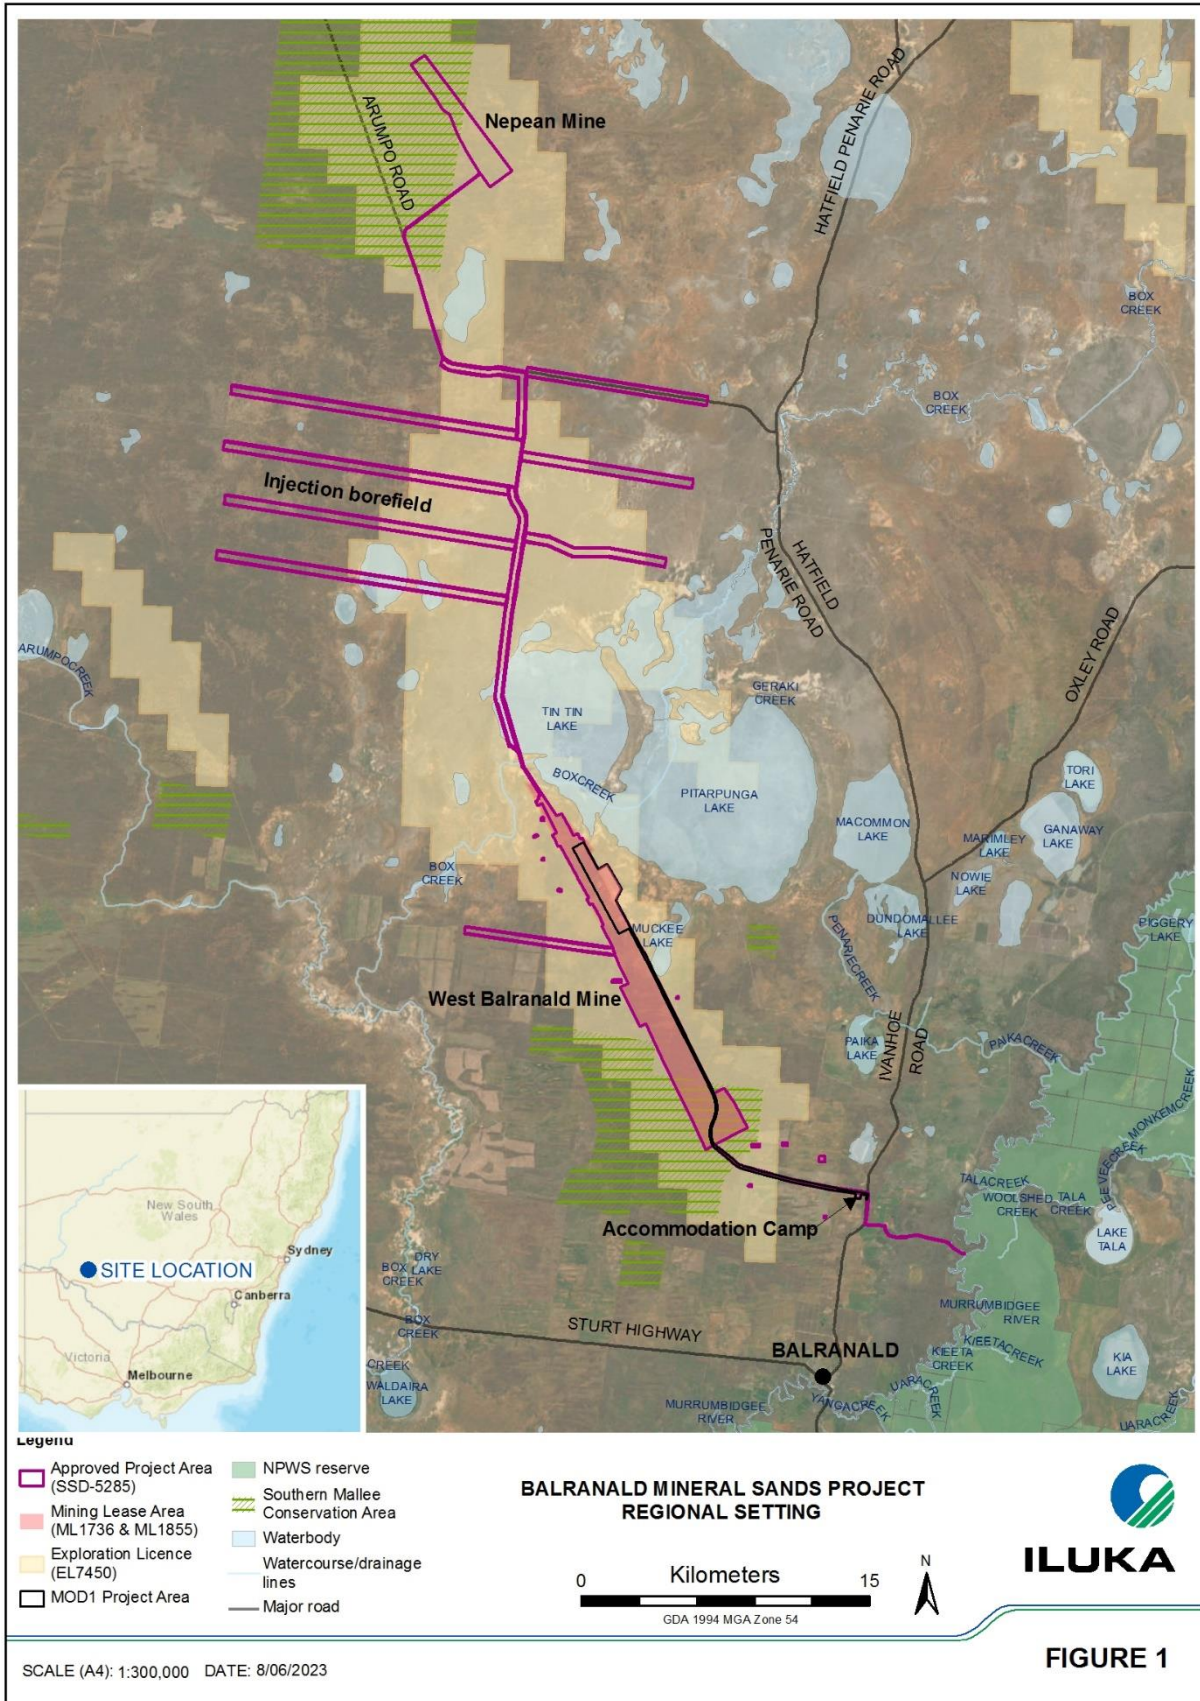 Nepean Mine
ARUMPO ROAD
HATFIELD PENARIE ROAD
BOX
CREEK
BOX
CREEK
Injection borefield
HATFIELD
PENARIE ROAD
ARUMPOCREEK
OXLEY ROAD
GERAKI
CREEK
TIN TIN
LAKE
BOXCREEK
PITARPUNGA
LAKE
TORI
LAKE
MACOMMON
LAKE
MARIMLEY
LAKE
GANAWAY
LAKE
NOWIE
LAKE
BOX
CREEK
DUNDOMALLEE
LAKE
PIGGERY
LAKE
MUCKEE
LAKE
PENARIECREEK
West Balranald Mine
PAIKA
LAKE
IVANHOE
ROAD
PAIKACREEK
MONKEMCREEK
PEE VEECREEK
TALACREEK
WOOLSHED
CREEK
TALA
CREEK
LAKE
TALA
Accommodation Camp
DRY
LAKE
BOX
CREEK
CREEK
BOX
CREEK
MURRUMBIDGEE
RIVER
STURT HIGHWAY
BALRANALD
KIEETACREEK
KIEETA
CREEK
KIA
LAKE
CREEK
WALDAIRA
LAKE
MURRUMBIDGEE
RIVER
YANGACREEK
UARACREEK
UARACREEK
New South
Wales
Sydney
SITE LOCATION
Canberra
Victoria
Melbourne
Legend
Approved Project Area
(SSD-5285)
Mining Lease Area
(ML1736 & ML1855)
Exploration Licence
(EL7450)
MOD1 Project Area
NPWS reserve
Southern Mallee
Conservation Area
Waterbody
Watercourse/drainage
lines
Major road
BALRANALD MINERAL SANDS PROJECT
REGIONAL SETTING
0 Kilometers 15
GDA 1994 MGA Zone 54
N
ILUKA
SCALE (A4): 1:300,000 DATE: 8/06/2023
FIGURE 1